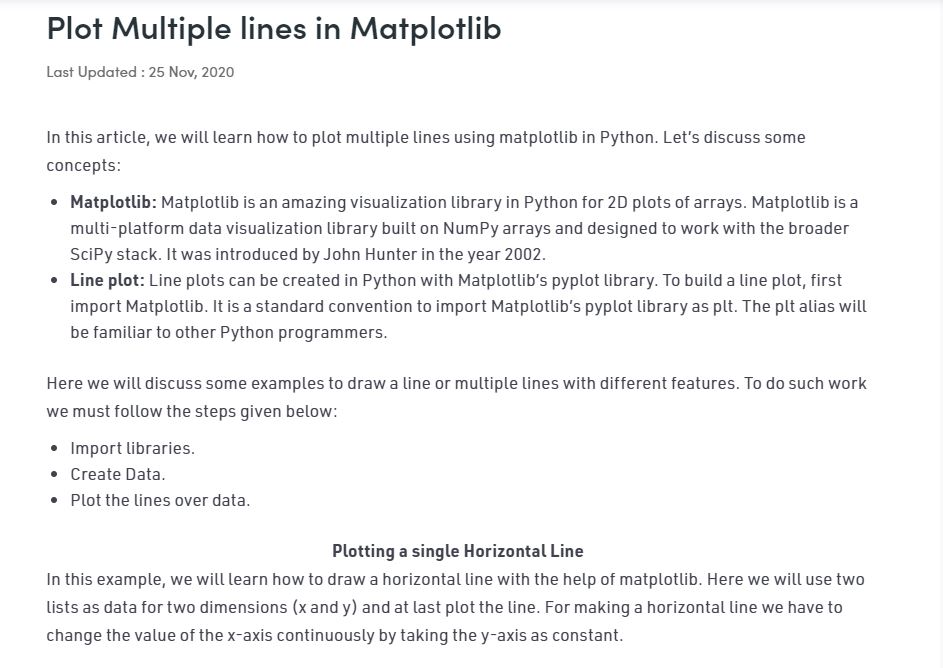 Plot Multiple lines in Matplotlib
Last Updated : 25 Nov, 2020
In this article, we will learn how to plot multiple lines using matplotlib in Python. Let's discuss some
concepts:
• Matplotlib: Matplotlib is an amazing visualization library in Python for 2D plots of arrays. Matplotlib is a
multi-platform data visualization library built on NumPy arrays and designed to work with the broader
SciPy stack. It was introduced by John Hunter in the year 2002.
• Line plot: Line plots can be created in Python with Matplotlib's pyplot library. To build a line plot, first
import Matplotlib. It is a standard convention to import Matplotlib's pyplot library as plt. The plt alias will
be familiar to other Python programmers.
Here we will discuss some examples to draw a line or multiple lines with different features. To do such work
we must follow the steps given below:
• Import libraries.
• Create Data.
• Plot the lines over data.
Plotting a single Horizontal Line
In this example, we will learn how to draw a horizontal line with the help of matplotlib. Here we will use two
lists as data for two dimensions (x and y) and at last plot the line. For making a horizontal line we have to
change the value of the x-axis continuously by taking the y-axis as constant.